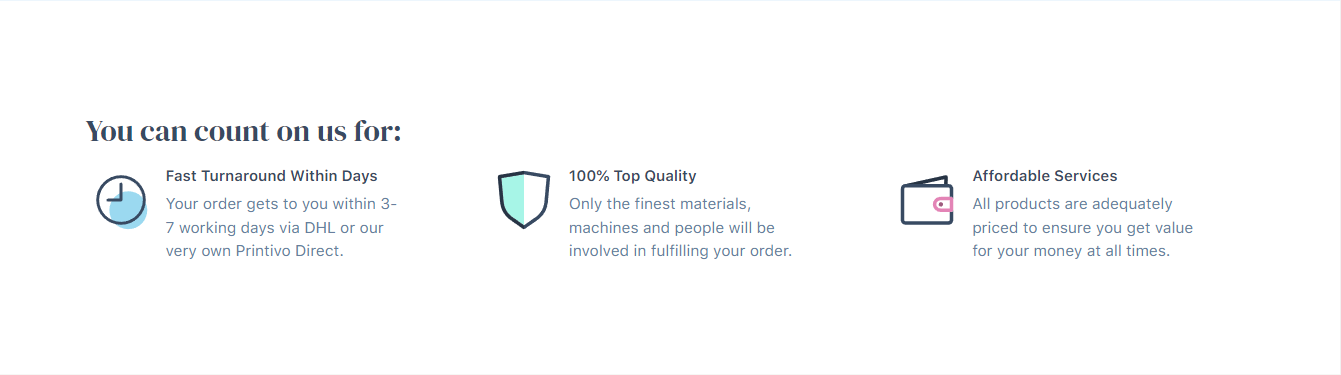 You can count on us for:
Fast Turnaround Within Days
Your order gets to you within 3-
7 working days via DHL or our
very own Printivo Direct.
100% Top Quality
Only the finest materials,
machines and people will be
involved in fulfilling your order.
Affordable Services
All products are adequately
priced to ensure you get value
for your money at all times.